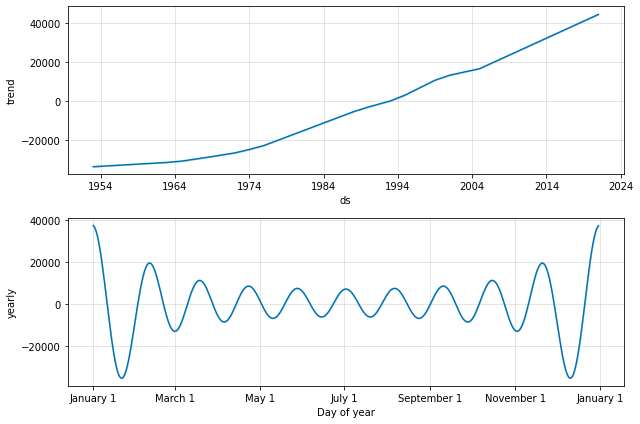 40000
20000
0
−20000
trend
1954 1964 1974 1984 1994 2004 2014 2024
ds
40000
20000
0
−20000
yearly
January 1 March 1 May 1 July 1 September 1 November 1 January 1
Day of year